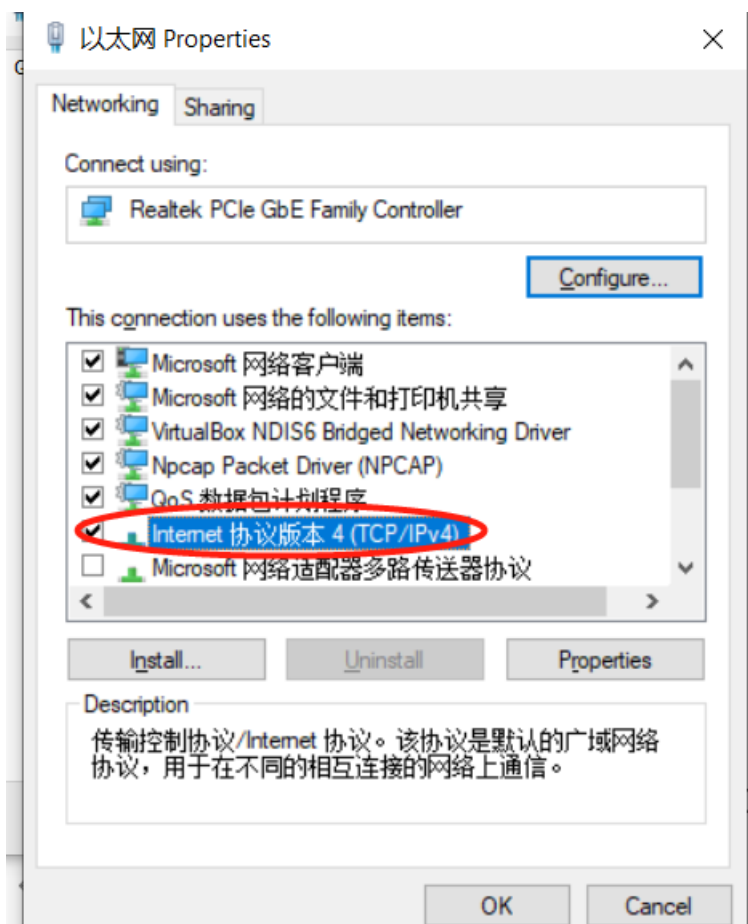 以太网 Properties
Networking
Sharing
Connect using:
Realtek PCIe GbE Family Controller
Configure...
This connection uses the following items:
Microsoft 网络客户端
Microsoft 网络的文件和打印机共享
VirtualBox NDIS6 Bridged Networking Driver
Npcap Packet Driver (NPCAP)
QoS 数据包计划程序
Internet 协议版本 4 (TCP/IPv4)
Microsoft 网络适配器多路传送器协议
Install...
Uninstall
Properties
Description
传输控制协议/Internet 协议。该协议是默认的广域网络
协议，用于在不同的相互连接的网络上通信。
OK
Cancel